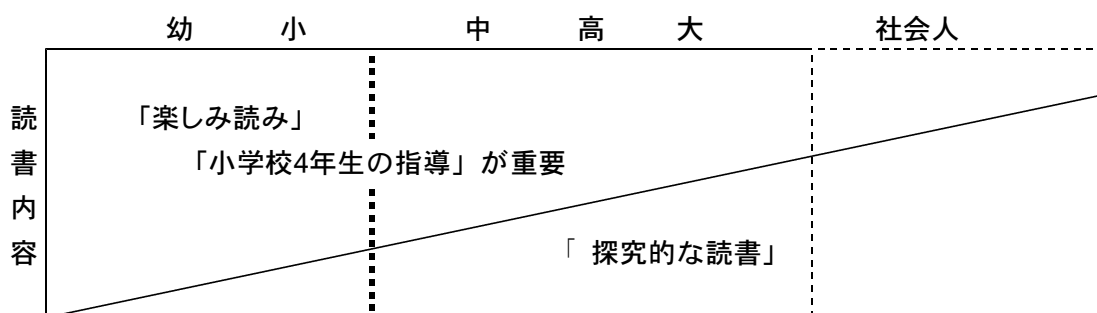 幼 小 中 高 大 社会人
読書内容
「楽しみ読み」
「小学校4年生の指導」が重要
「 探究的な読書」